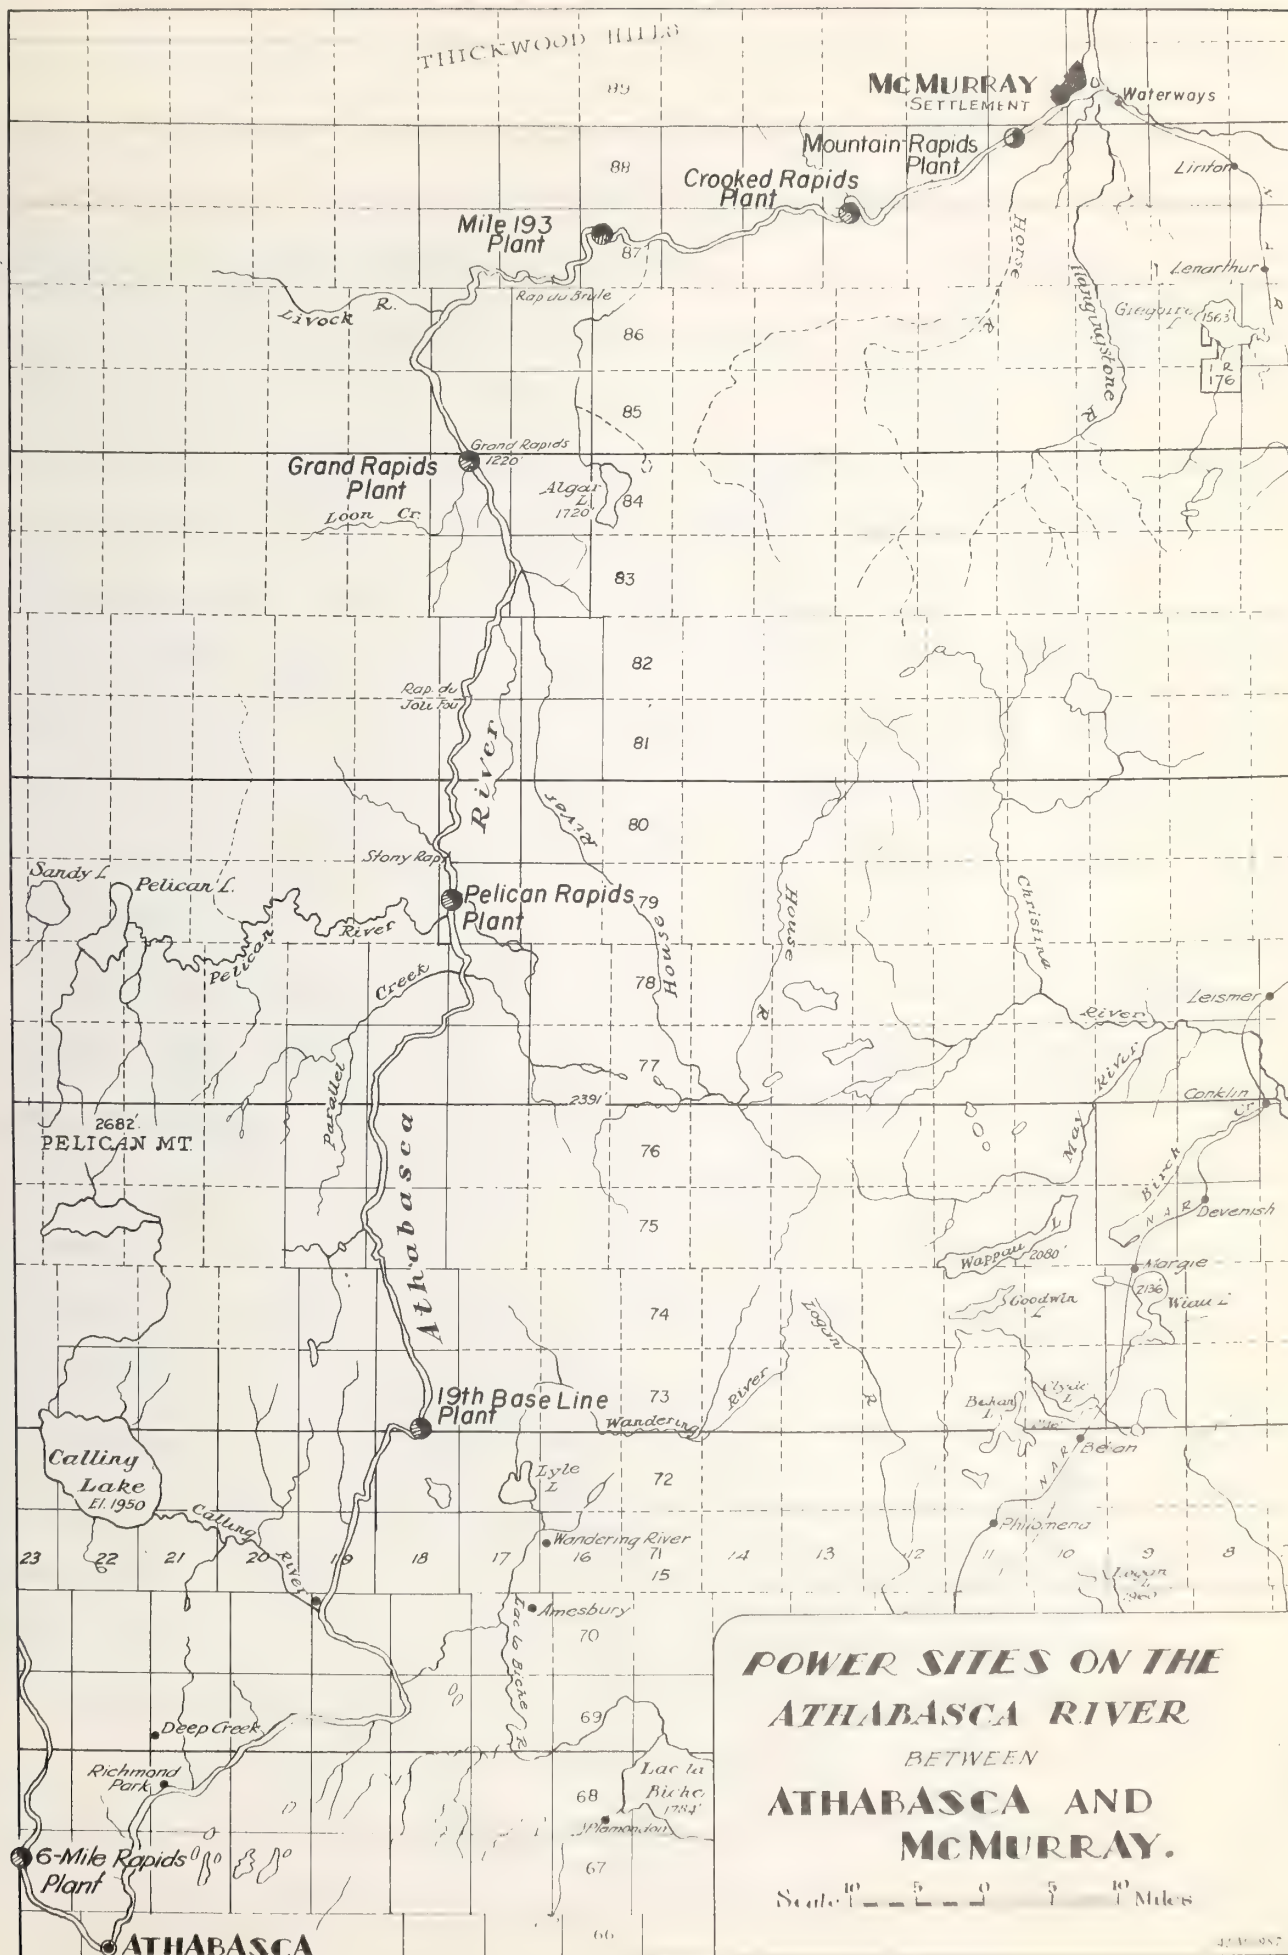 THICKWOOD HILLS
89
McMURRAY
SETTLEMENT
Waterways
Mountain Rapids
Plant
88
Linton
Crooked Rapids
Plant
Mile 193
Plant
87
Horse
R
Hangingstone
R
Lenarthur
A
R
Rap du Brule
Livock R.
86
Gregoire
L
1563'
R
176
85
Grand Rapids
1220'
Grand Rapids
Plant
Algar
L
1720'
84
Loon Cr.
83
82
Rap. du
Joli Fou
River
81
River
80
Stony Rap.
Sandy L
Pelican L.
Pelican Rapids
Plant
79
House
House
R
Christina
River
Pelican
River
78
Creek
Parallel
Leismer
River
77
May
River
Conklin
2391'
2682'
PELICAN MT.
76
Birch
Cr
Athabasca
75
N A R
Devenish
Wappau L
2080'
Margie
2136'
Wiau L
Goodwin
L
74
Logan
R
19th Base Line
Plant
73
Wandering
River
Behan
L
Clyde
L
Calling
Lake
El. 1950
Lyle
L
72
Behan
N A R
Calling
River
Philomena
Wandering River
23
22
21
20
19
18
17
16
71
15
14
13
12
11
10
9
8
Logan
L
Amesbury
70
Lac la Biche R
69
Deep Creek
Richmond
Park
Lac la
Biche
1784'
68
Plamondon
67
6-Mile Rapids
Plant
66
ATHABASCA
POWER SITES ON THE
ATHABASCA RIVER
BETWEEN
ATHABASCA AND
McMURRAY.
Scale 10 5 0 5 10 Miles